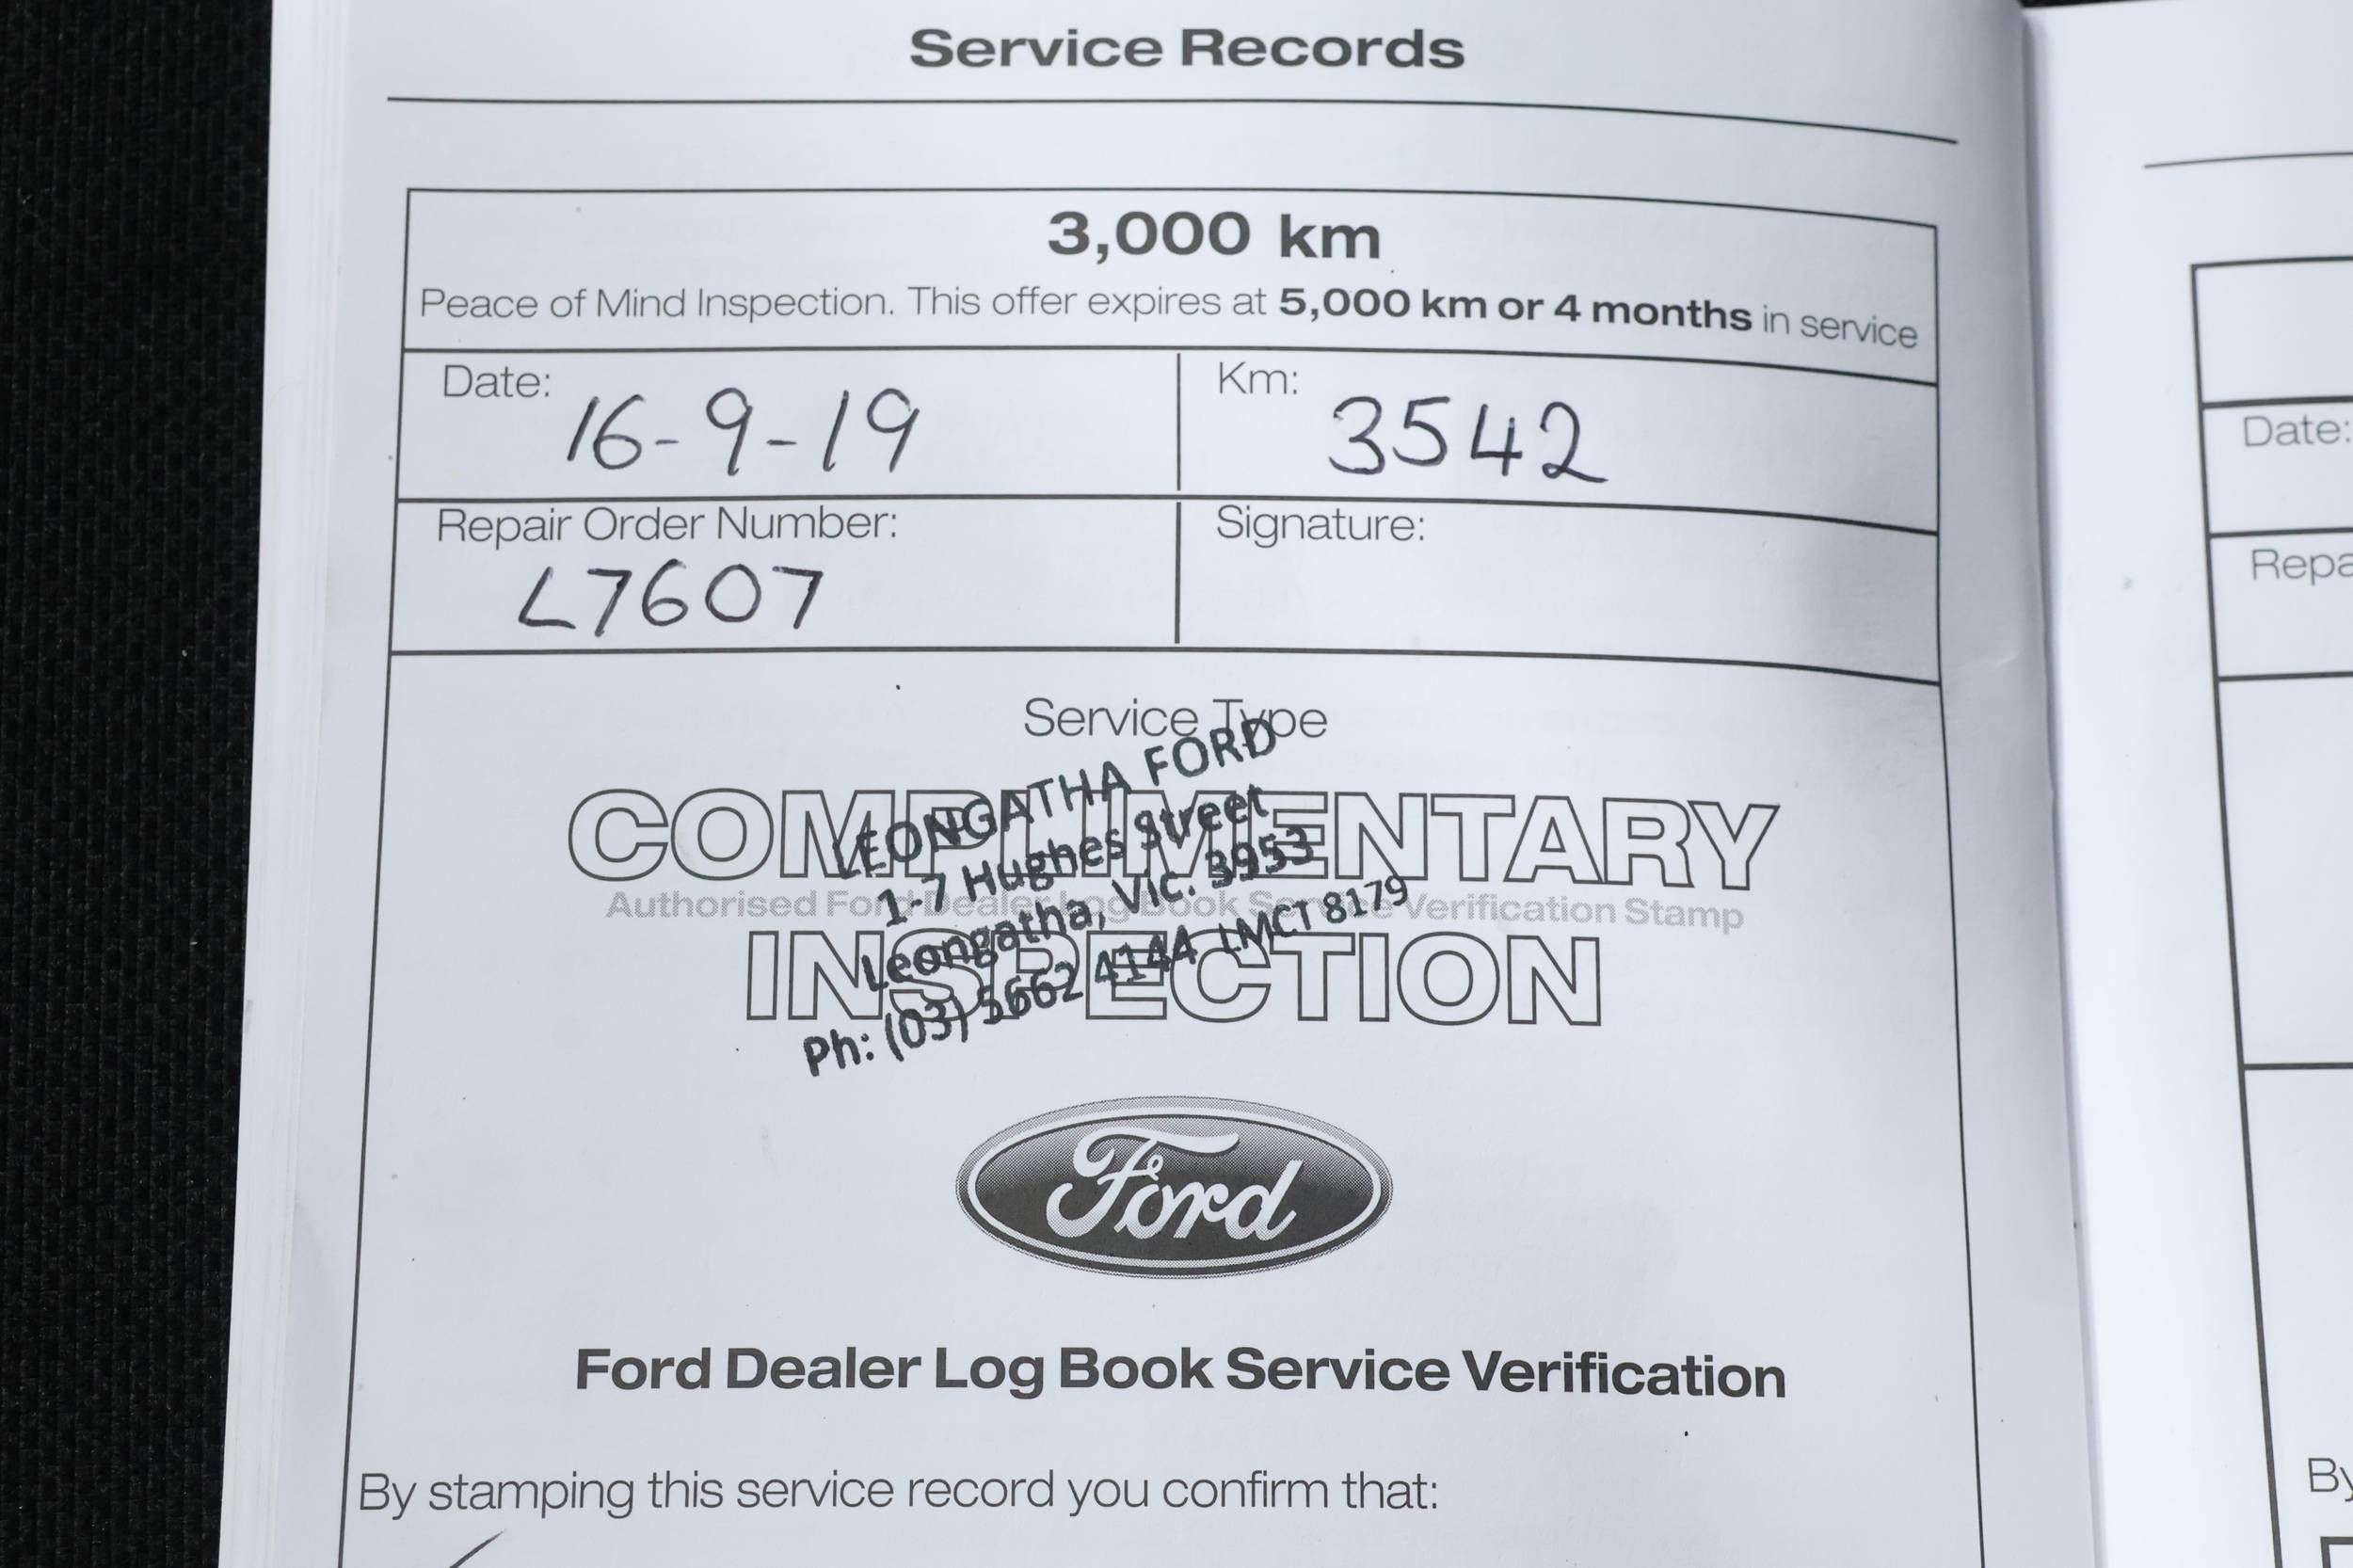 Service Records
3,000 km
Peace of Mind Inspection. This offer expires at 5,000 km or 4 months in service
Date: 16-9-19
Km: 3542
Repair Order Number: L7607
Signature:
Service Type
COMPLIMENTARY
Authorised Ford Dealer Log Book Service Verification Stamp
INSPECTION
LEONGATHA FORD
1-7 Hughes Street
Leongatha, Vic. 3953
Ph: (03) 5662 4144 LMCT 8179
Ford
Ford Dealer Log Book Service Verification
By stamping this service record you confirm that:
Date:
Repa
By